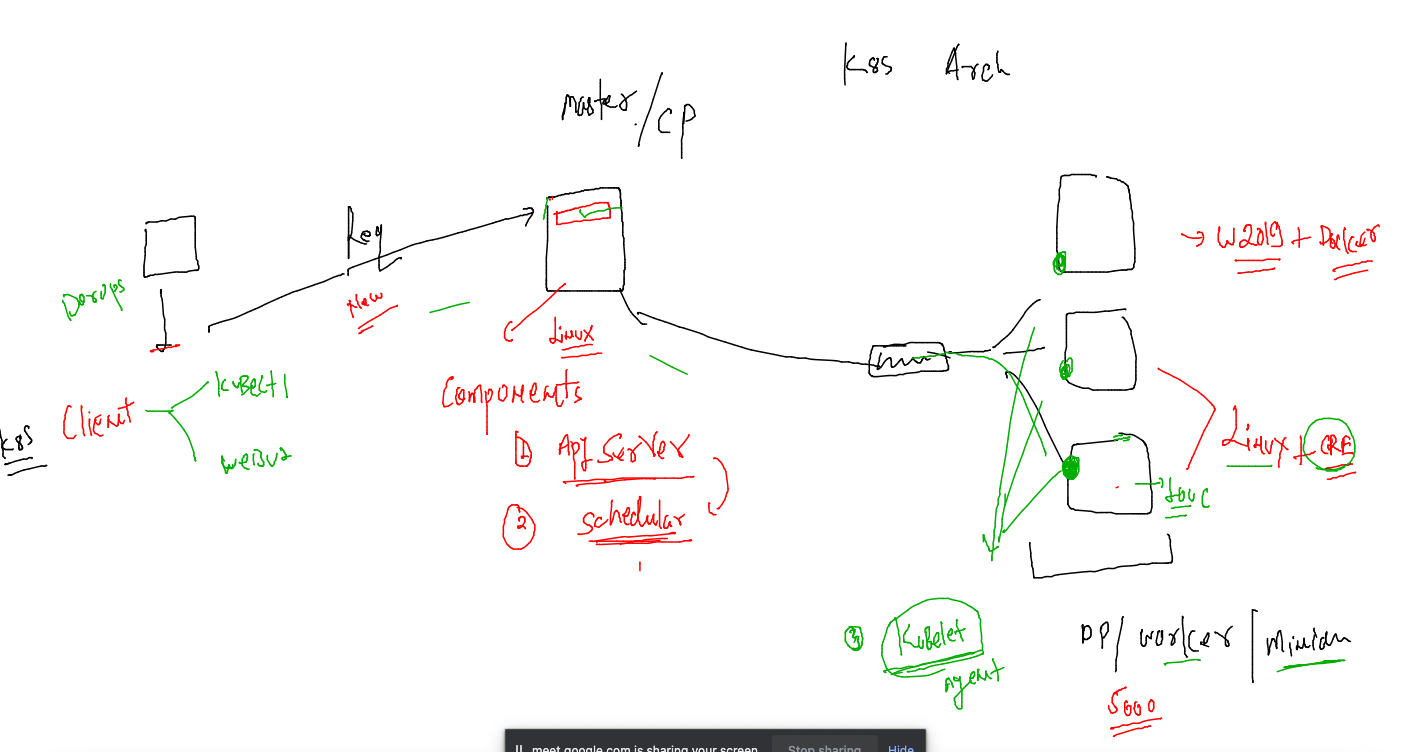 K8S Arch
Master/CP
Req
New
Devops
W2019 + Docker
Linux
Client
KuBectl
K8S
Components
1 Api Server
2 Schedular
Linux + CRE
3 KuBelet
Agent
DP/ worker | Minion
5000
meet.google.com is sharing your screen.
Stop sharing
Hide